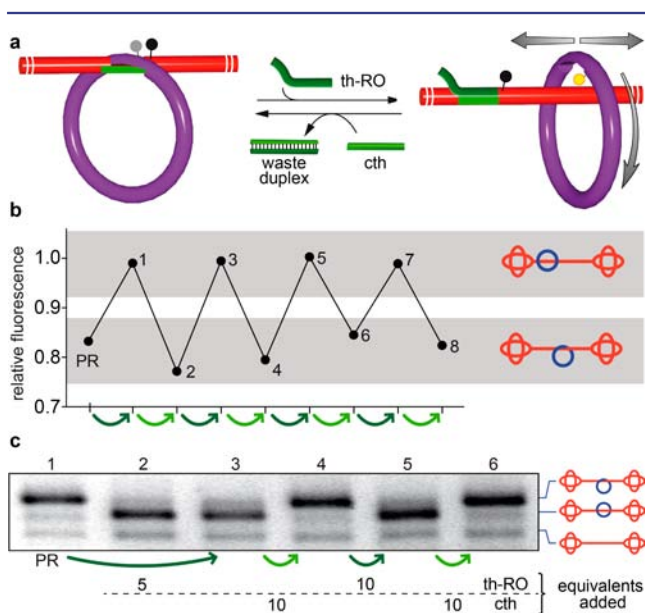 a
th-RO
waste
duplex
cth
b
relative fluorescence
1.0
0.9
0.8
0.7
PR
1
2
3
4
5
6
7
8
c
1 2 3 4 5 6
PR
5 10 th-RO
10 10 cth
equivalents
added